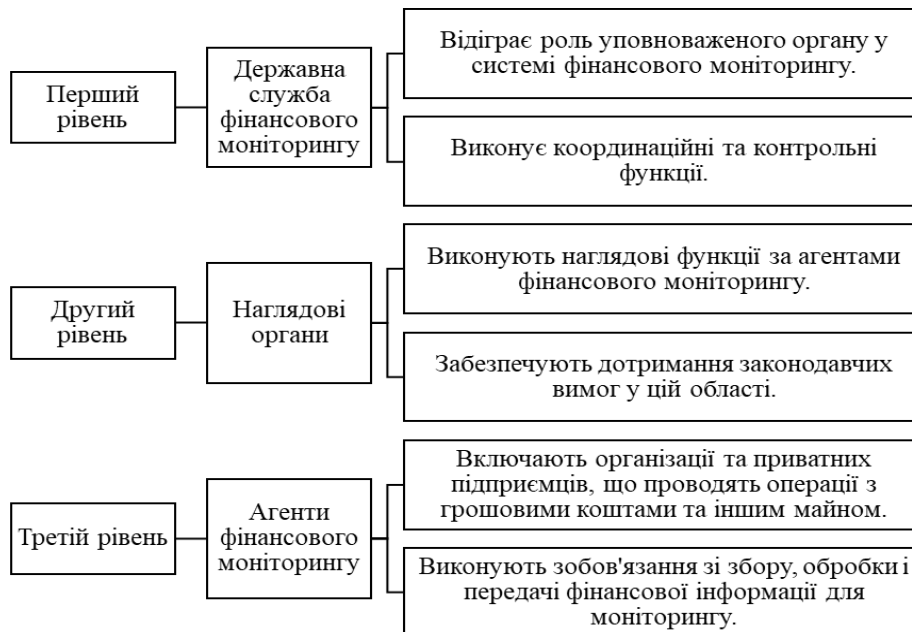 Перший
рівень
Державна
служба
фінансового
моніторингу
Відіграє роль уповноваженого органу у
системі фінансового моніторингу.
Виконує координаційні та контрольні
функції.
Другий
рівень
Наглядові
органи
Виконують наглядові функції за агентами
фінансового моніторингу.
Забезпечують дотримання законодавчих
вимог у цій області.
Третій рівень
Агенти
фінансового
моніторингу
Включають організації та приватних
підприємців, що проводять операції з
грошовими коштами та іншим майном.
Виконують зобов'язання зі збору, обробки і
передачі фінансової інформації для
моніторингу.